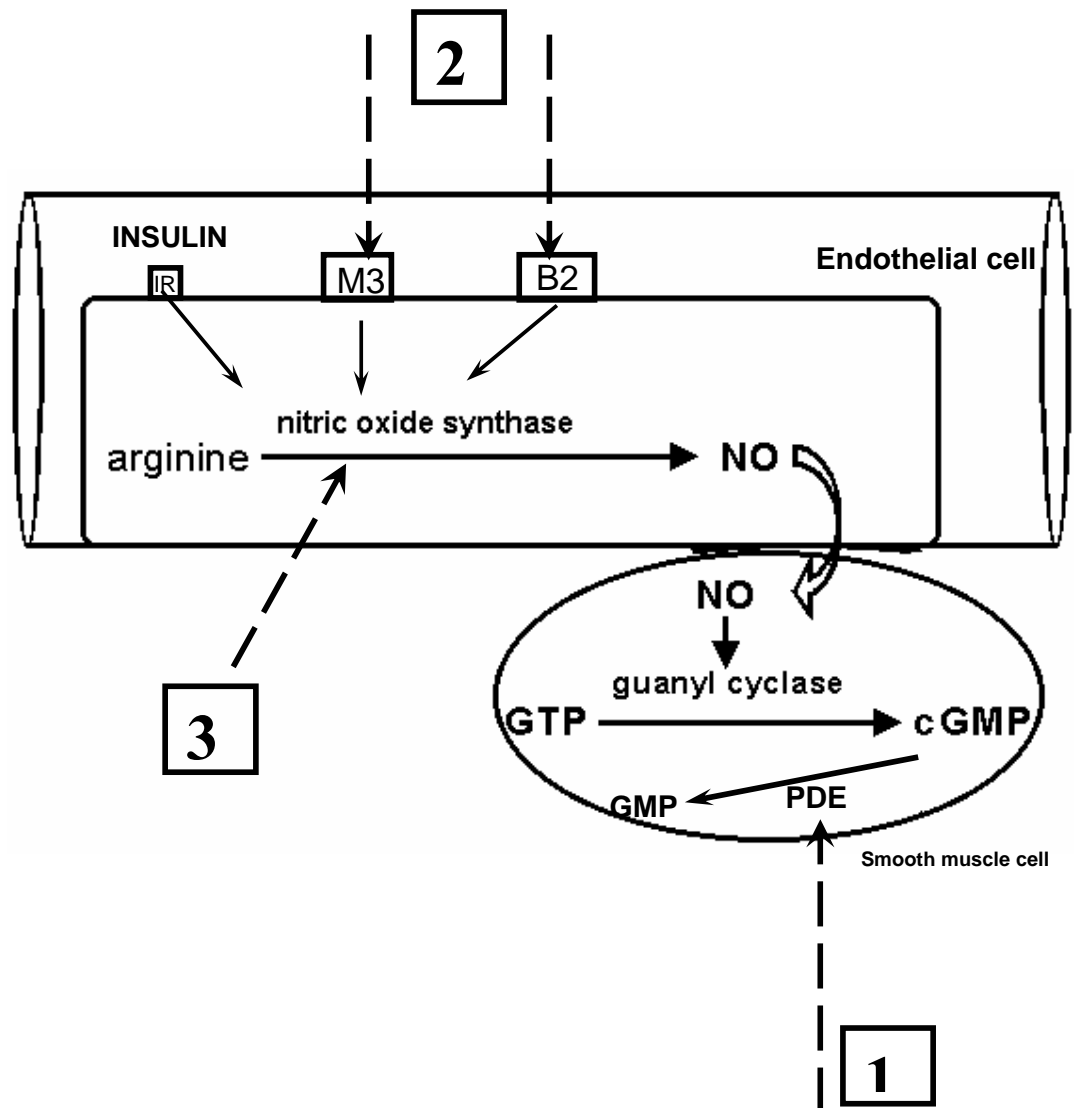 2
INSULIN
Endothelial cell
IR
M3
B2
nitric oxide synthase
arginine
NO
NO
3
guanyl cyclase
GTP
cGMP
GMP
PDE
Smooth muscle cell
1